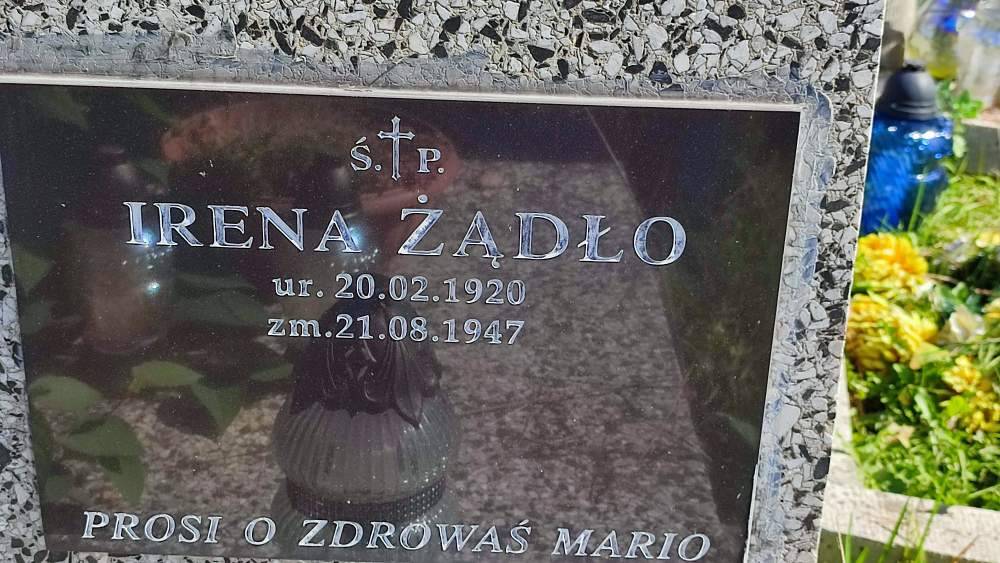 Ś.P.
IRENA ŻĄDŁO
ur. 20.02.1920
zm.21.08.1947
PROSI O ZDROWAŚ MARIO